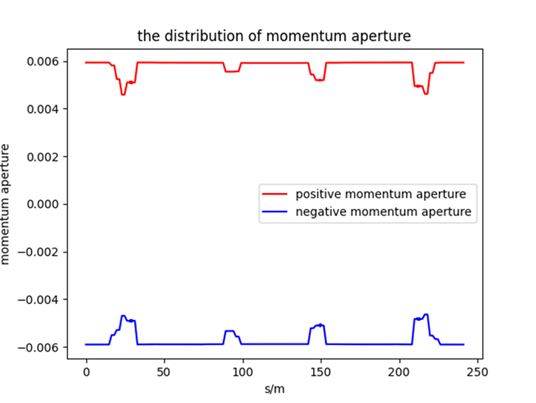 the distribution of momentum aperture
momentum aperture
0.006
0.004
0.002
0.000
−0.002
−0.004
−0.006
positive momentum aperture
negative momentum aperture
0 50 100 150 200 250
s/m